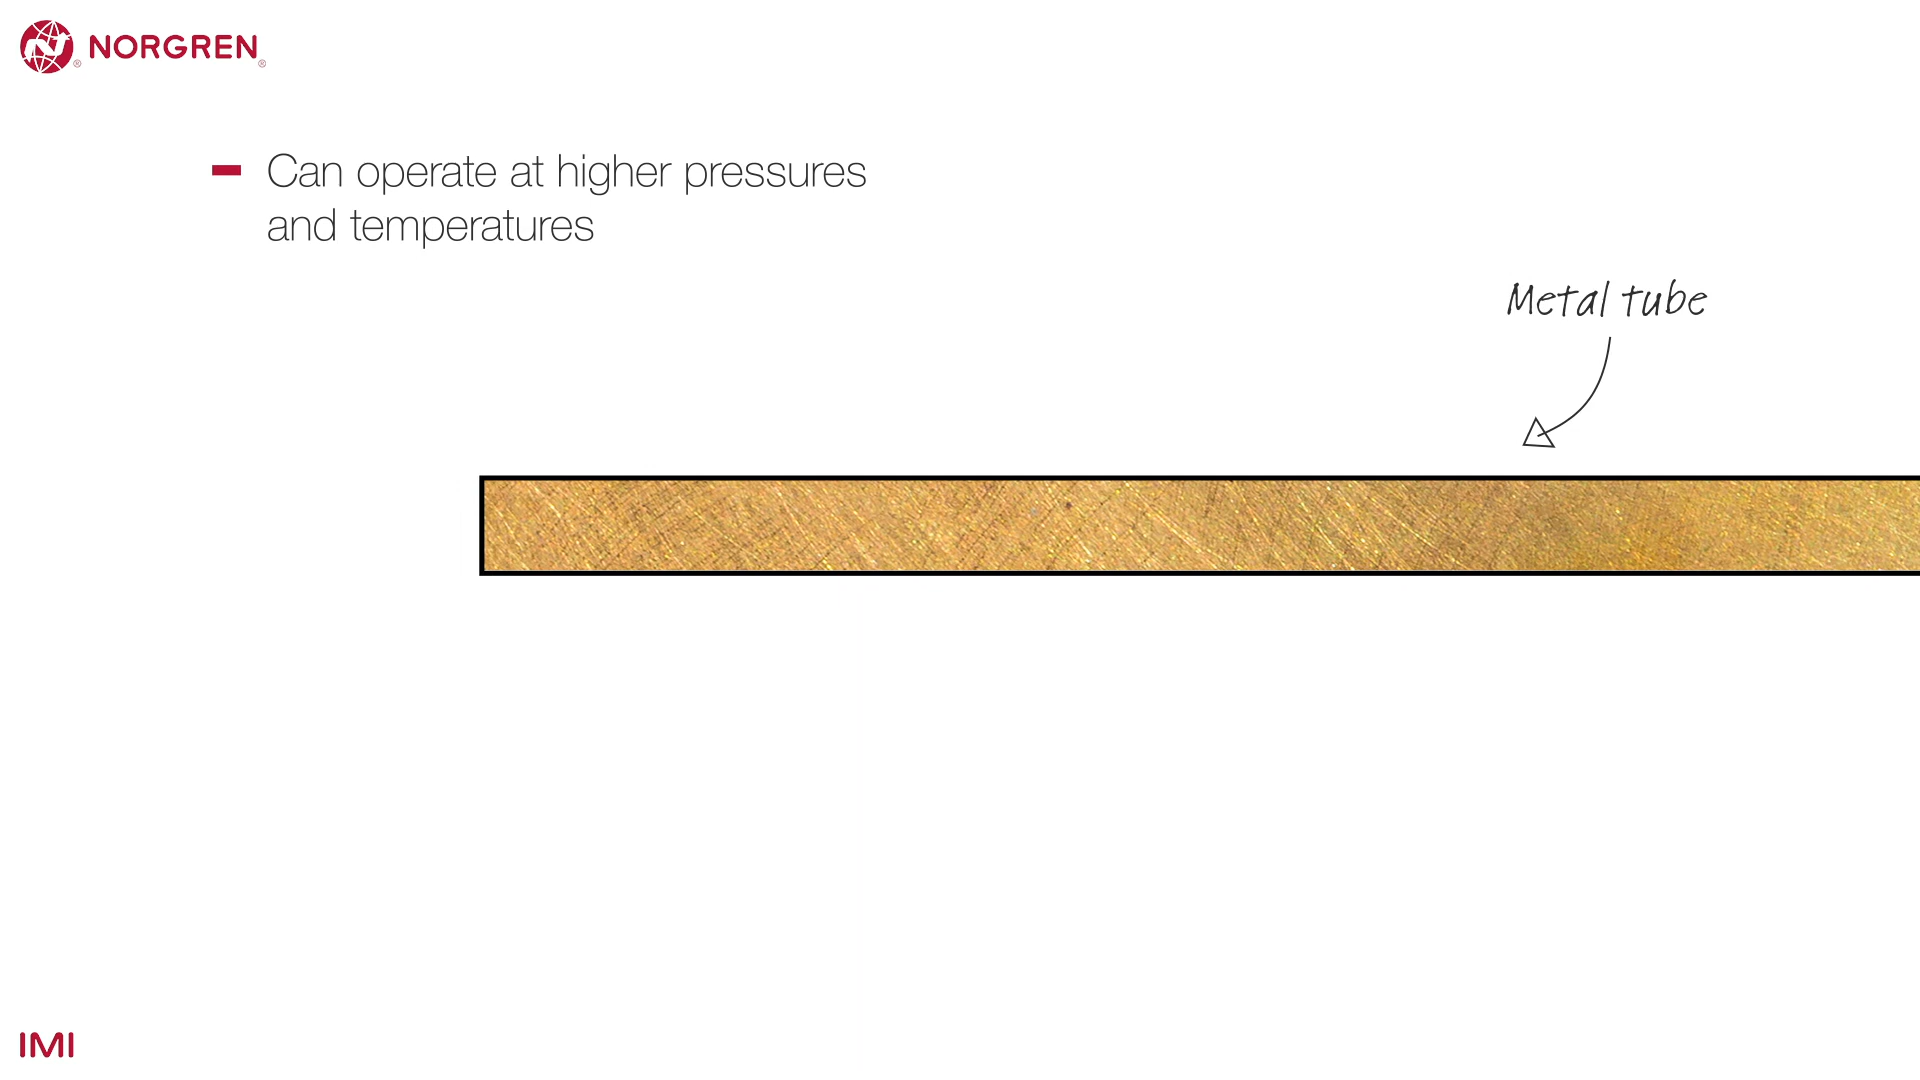 NORGREN
Can operate at higher pressures
and temperatures
Metal tube
IMI